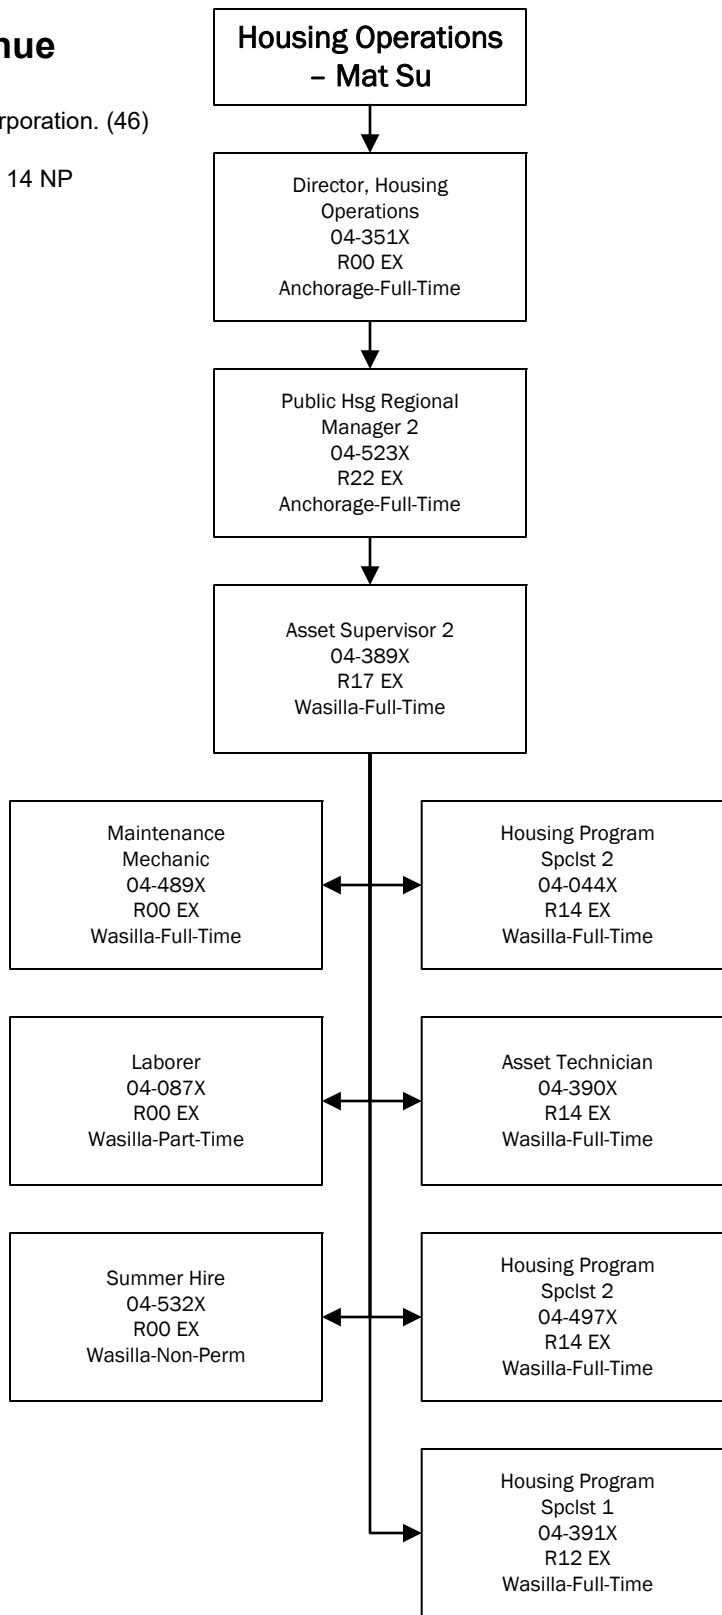 Housing Operations
– Mat Su
rporation. (46)
14 NP
Director, Housing
Operations
04-351X
R00 EX
Anchorage-Full-Time
Public Hsg Regional
Manager 2
04-523X
R22 EX
Anchorage-Full-Time
Asset Supervisor 2
04-389X
R17 EX
Wasilla-Full-Time
Maintenance
Mechanic
04-489X
R00 EX
Wasilla-Full-Time
Housing Program
Spclst 2
04-044X
R14 EX
Wasilla-Full-Time
Laborer
04-087X
R00 EX
Wasilla-Part-Time
Asset Technician
04-390X
R14 EX
Wasilla-Full-Time
Summer Hire
04-532X
R00 EX
Wasilla-Non-Perm
Housing Program
Spclst 2
04-497X
R14 EX
Wasilla-Full-Time
Housing Program
Spclst 1
04-391X
R12 EX
Wasilla-Full-Time